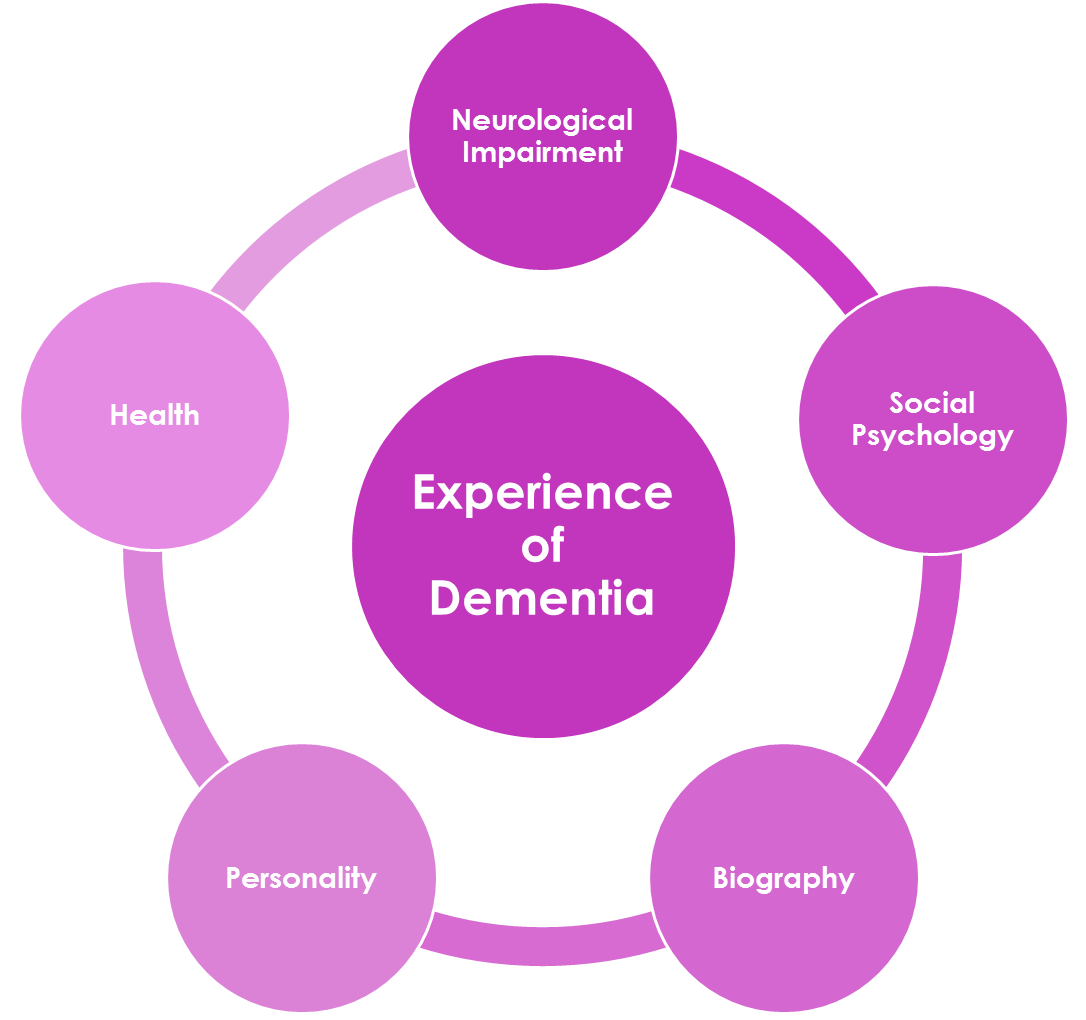 Neurological
Impairment
Social
Psychology
Health
Experience
of
Dementia
Personality
Biography